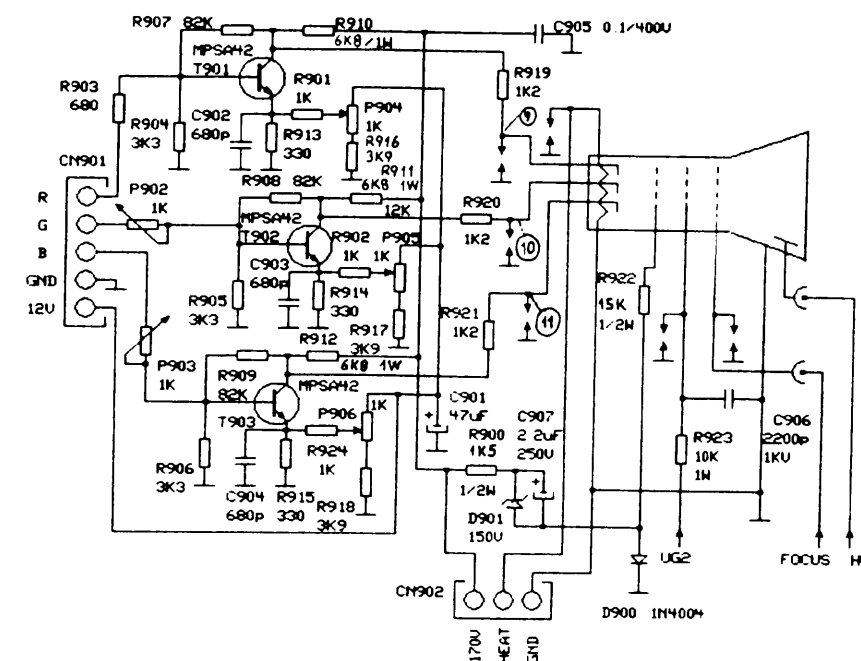 R907 82K
R910
6K8/1W
C905 0.1/400V
MPSA42
T901
R901
1K
R919
1K2
R903
680
R904
3K3
C902
680p
P904
1K
9
R913
330
R916
3K9
CN901
R
G
B
GND
12V
P902
1K
R908 82K
R911
6K8 1W
12K
MPSA42
T902
R902
1K
P905
1K
R920
1K2
10
C903
680p
R905
3K3
R914
330
R917
3K9
R921
1K2
11
R922
15K
1/2W
P903
1K
R912
6K8 1W
R909
82K
MPSA42
T903
P906
1K
C901
47uF
C907
2.2uF
250V
R900
1K5
1/2W
R924
1K
R906
3K3
C904
680p
R915
330
R918
3K9
D901
150V
R923
10K
1W
C906
2200p
1KV
UG2
FOCUS
CN902
D900 1N4004
170V
HEAT
GND